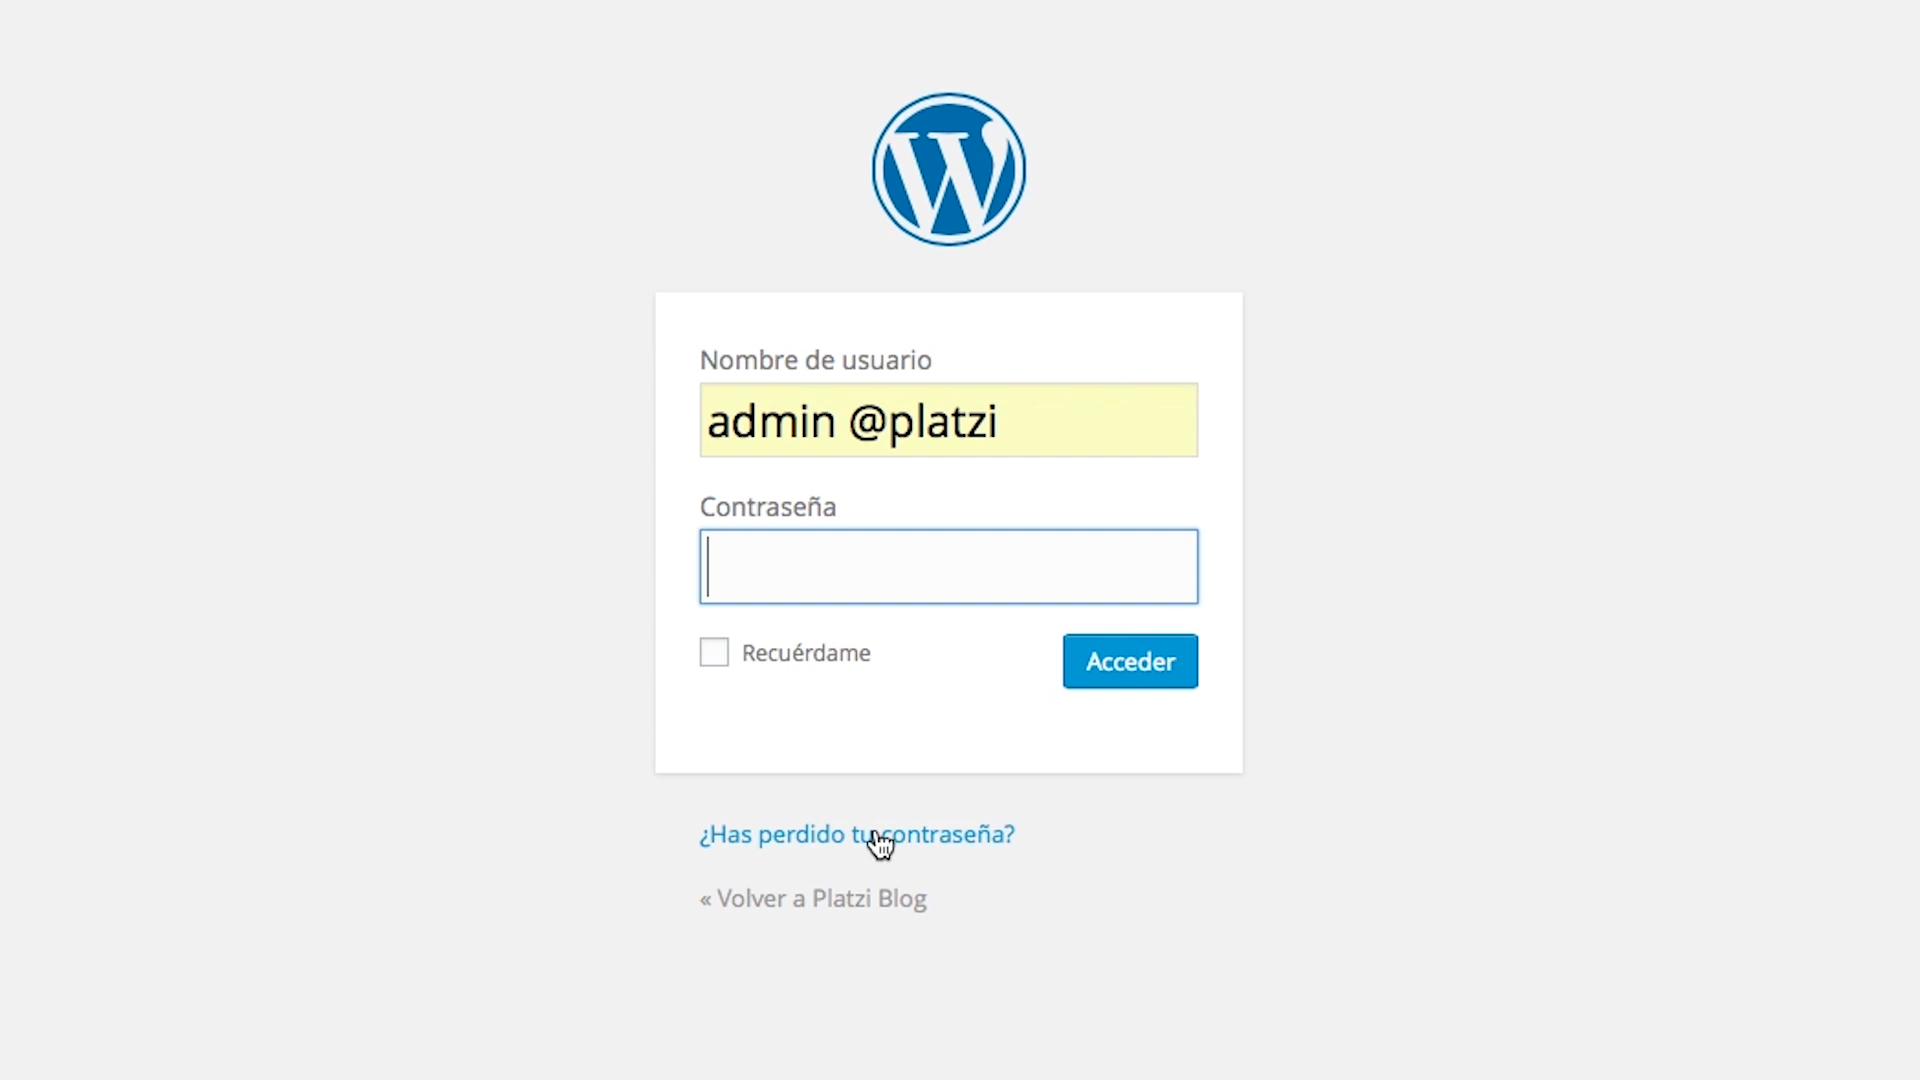 Nombre de usuario
admin @platzi
Contraseña
Recuérdame
Acceder
¿Has perdido tu contraseña?
« Volver a Platzi Blog